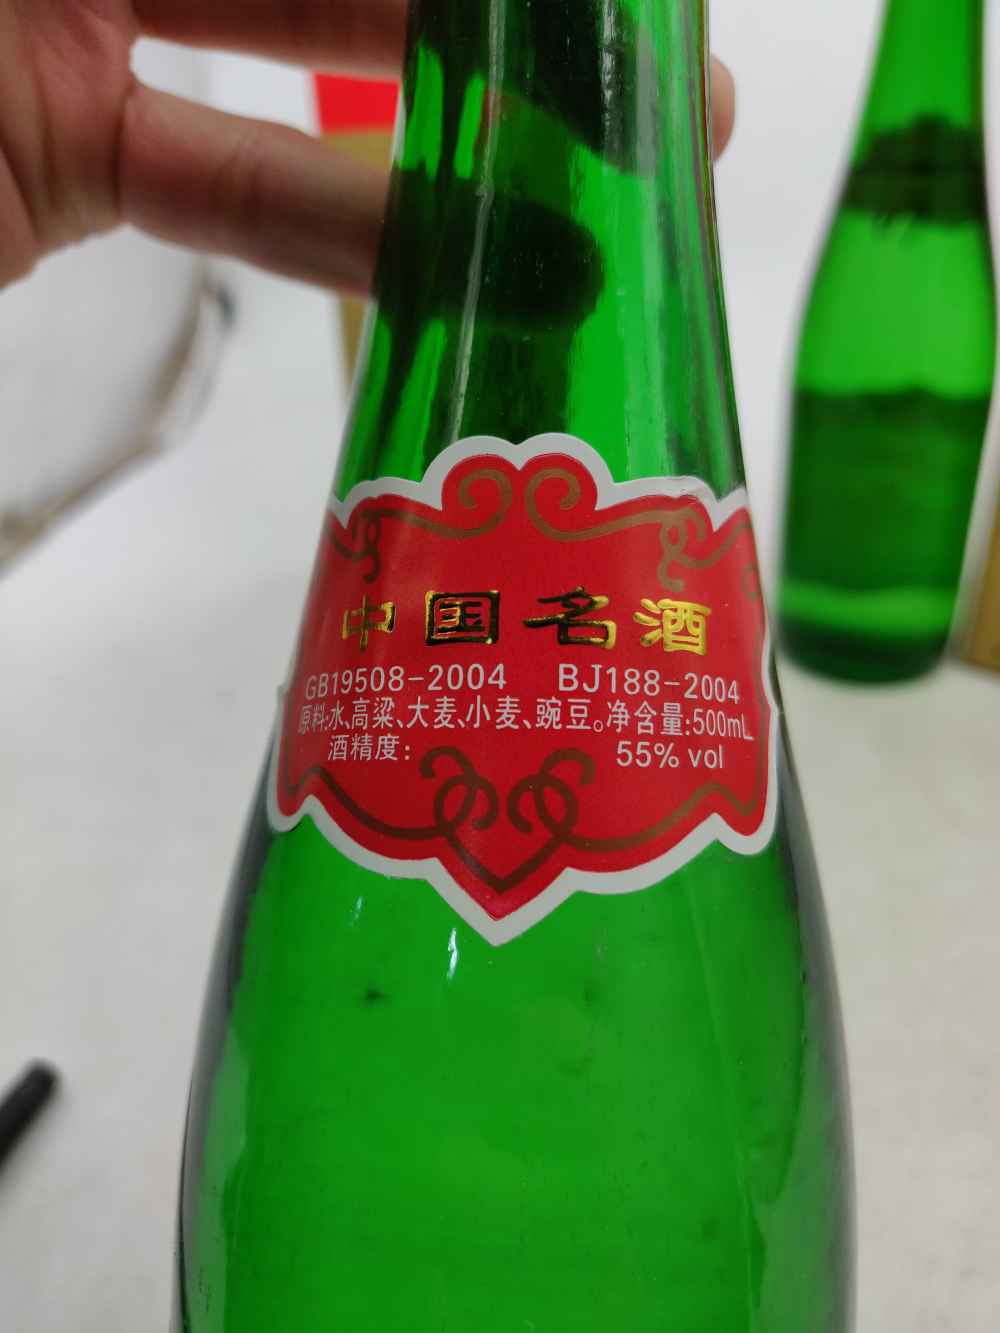 中国名酒
GB19508-2004 BJ188-2004
原料:水、高粱、大麦、小麦、豌豆。净含量:500mL
酒精度: 55% vol